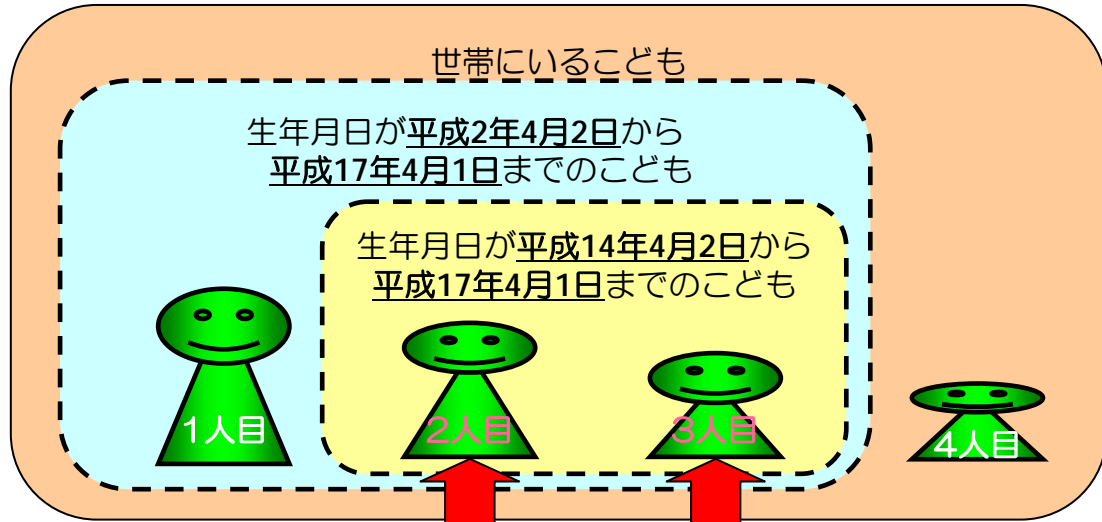 世帯にいるこども
生年月日が平成2年4月2日から
平成17年4月1日までのこども
生年月日が平成14年4月2日から
平成17年4月1日までのこども
1人目
2人目
3人目
4人目